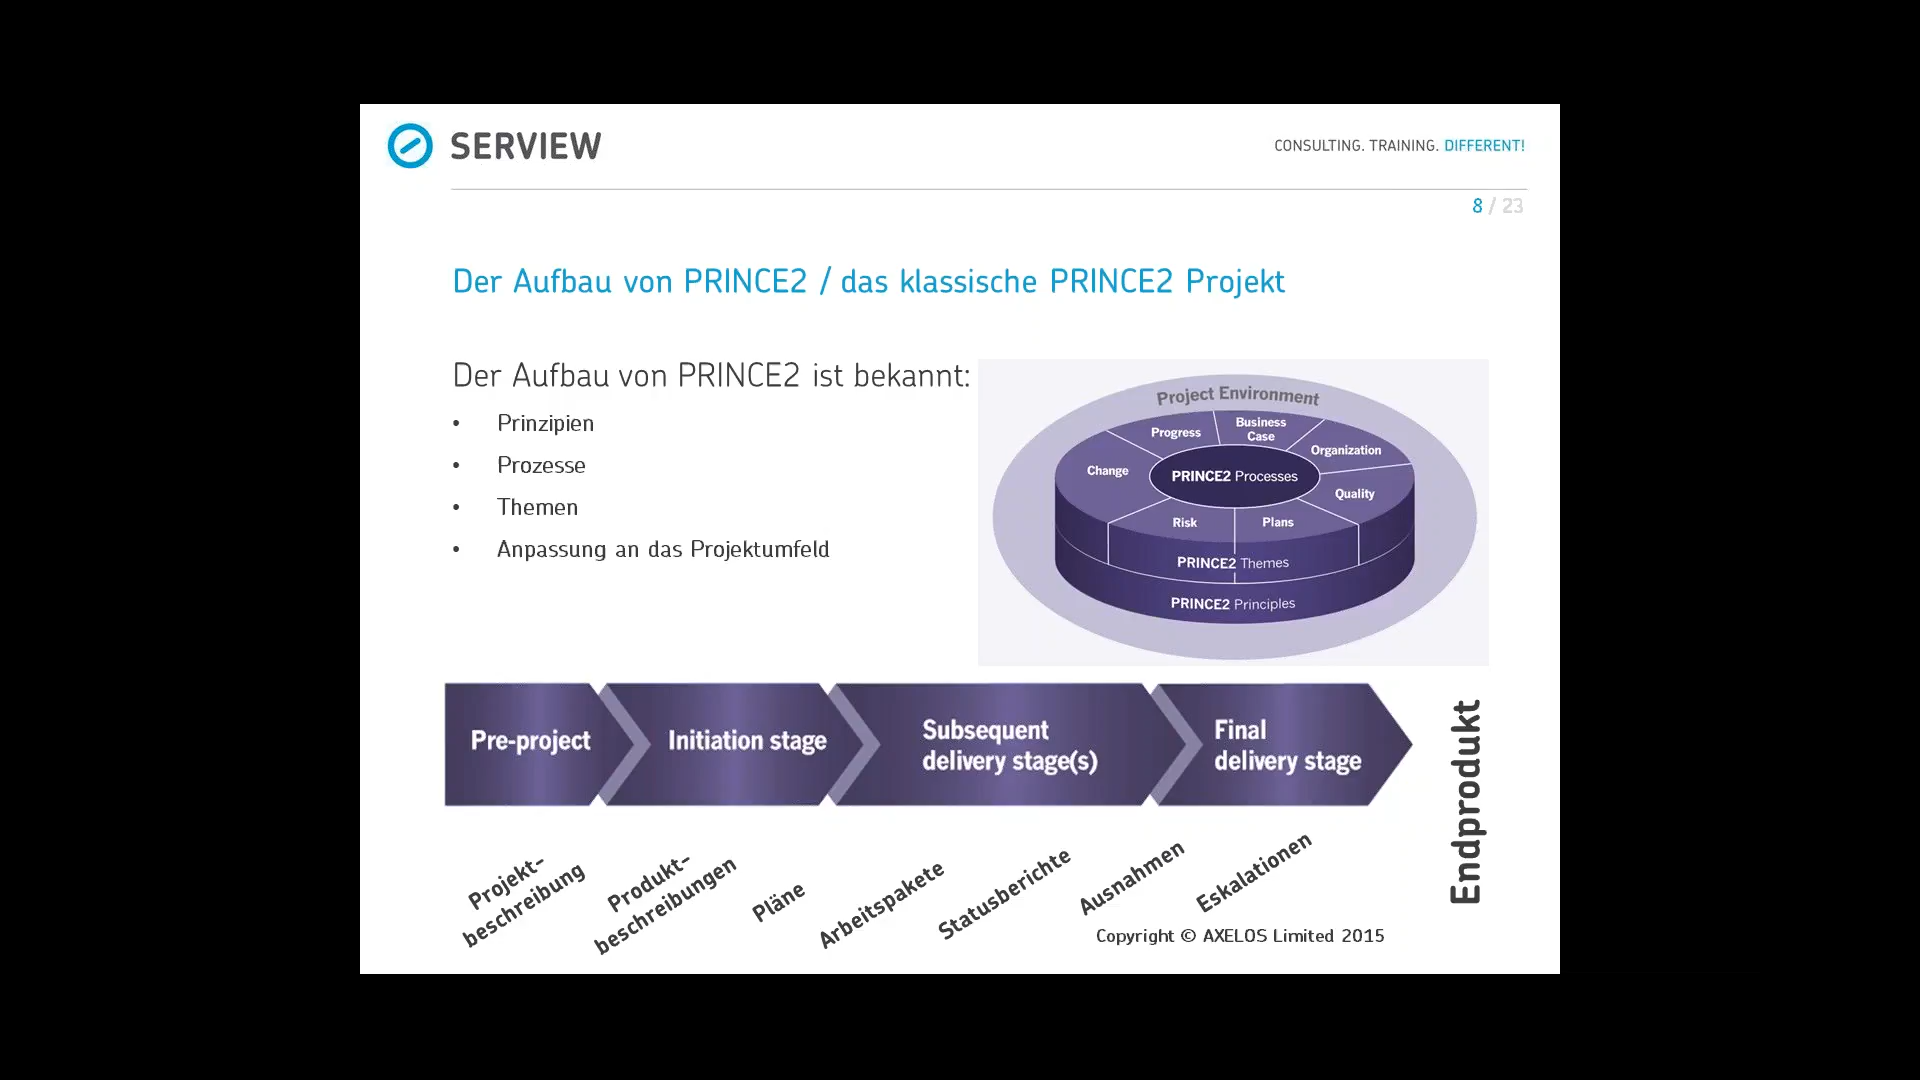 SERVIEW
CONSULTING. TRAINING. DIFFERENT!
8 / 23
Der Aufbau von PRINCE2 / das klassische PRINCE2 Projekt
Der Aufbau von PRINCE2 ist bekannt:
• Prinzipien
• Prozesse
• Themen
• Anpassung an das Projektumfeld
Project Environment
Progress
Business
Case
Organization
Change
PRINCE2 Processes
Quality
Risk
Plans
PRINCE2 Themes
PRINCE2 Principles
Pre-project
Initiation stage
Subsequent
delivery stage(s)
Final
delivery stage
Endprodukt
Projekt-
beschreibung
Produkt-
beschreibungen
Pläne
Arbeitspakete
Statusberichte
Ausnahmen
Eskalationen
Copyright © AXELOS Limited 2015